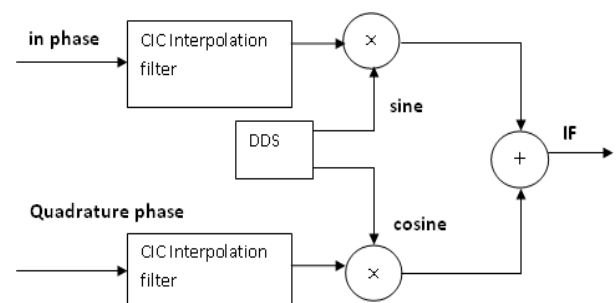 in phase
CIC Interpolation
filter
×
sine
DDS
+
IF
Quadrature phase
cosine
CIC Interpolation
filter
×